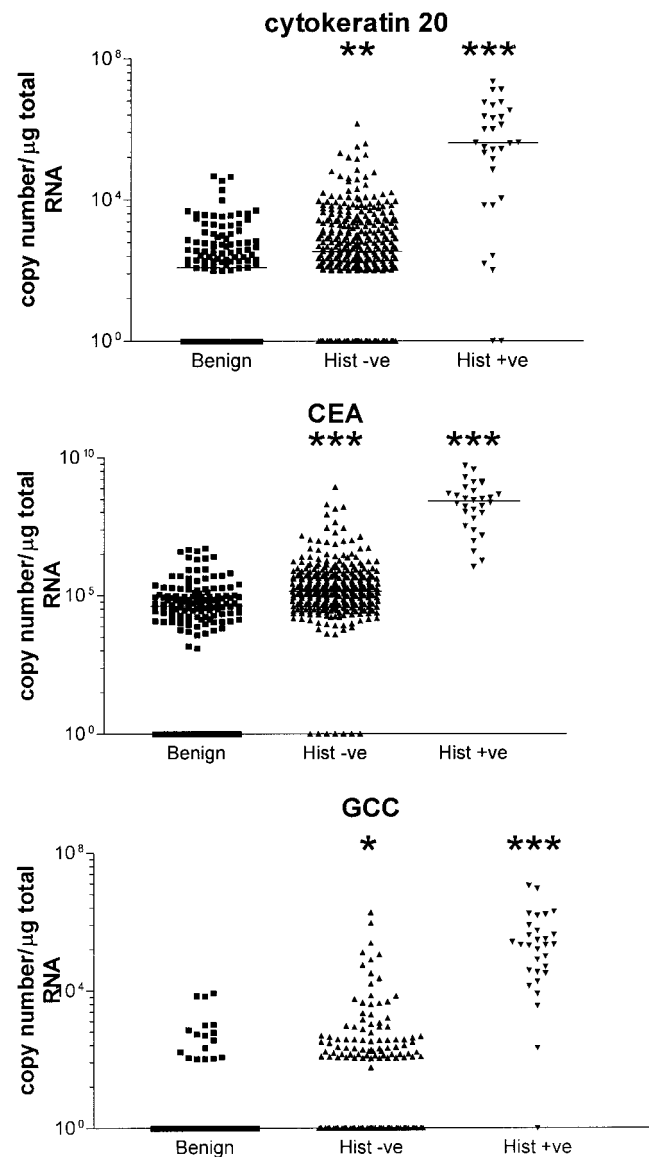 cytokeratin 20
** ***
copy number/µg total
RNA
10^8
10^4
10^0
Benign Hist -ve Hist +ve
CEA
*** ***
copy number/µg total
RNA
10^10
10^5
10^0
Benign Hist -ve Hist +ve
GCC
* ***
copy number/µg total
RNA
10^8
10^4
10^0
Benign Hist -ve Hist +ve